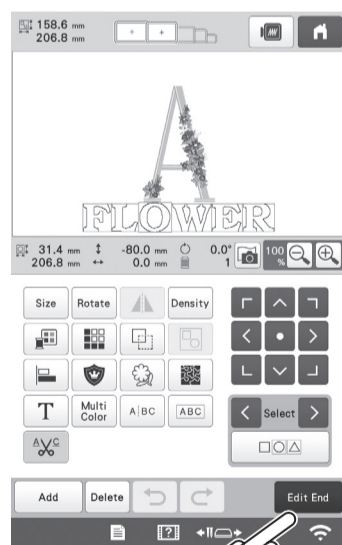 158.6 mm
206.8 mm
A
FLOWER
31.4 mm -80.0 mm 0.0° 100
206.8 mm 0.0 mm 1 %
Size Rotate Density
T Multi Color A BC ABC
A C
Select
Add Delete Edit End
?